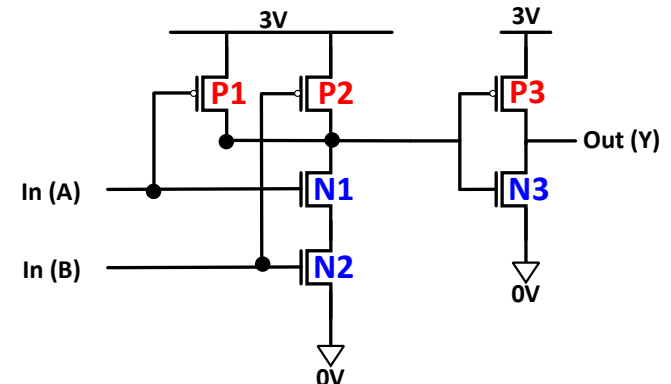 3V 3V
P1 P2 P3
Out (Y)
In (A) N1 N3
In (B) N2
0V
0V